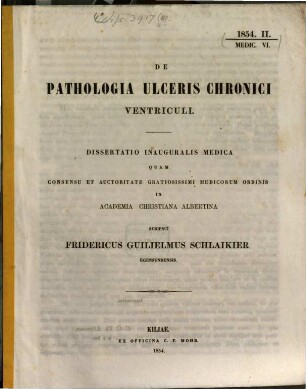 1854. II.
MEDIC. VI.
DE
PATHOLOGIA ULCERIS CHRONICI
VENTRICULI.
DISSERTATIO INAUGURALIS MEDICA
QUAM
CONSENSU ET AUCTORITATE GRATIOSISSIMI MEDICORUM ORDINIS
IN
ACADEMIA CHRISTIANA ALBERTINA
SCRIPSIT
FRIDERICUS GUILIELMUS SCHLAIKIER
KILIAE,
EX OFFICINA C. F. MOHR.
1854.